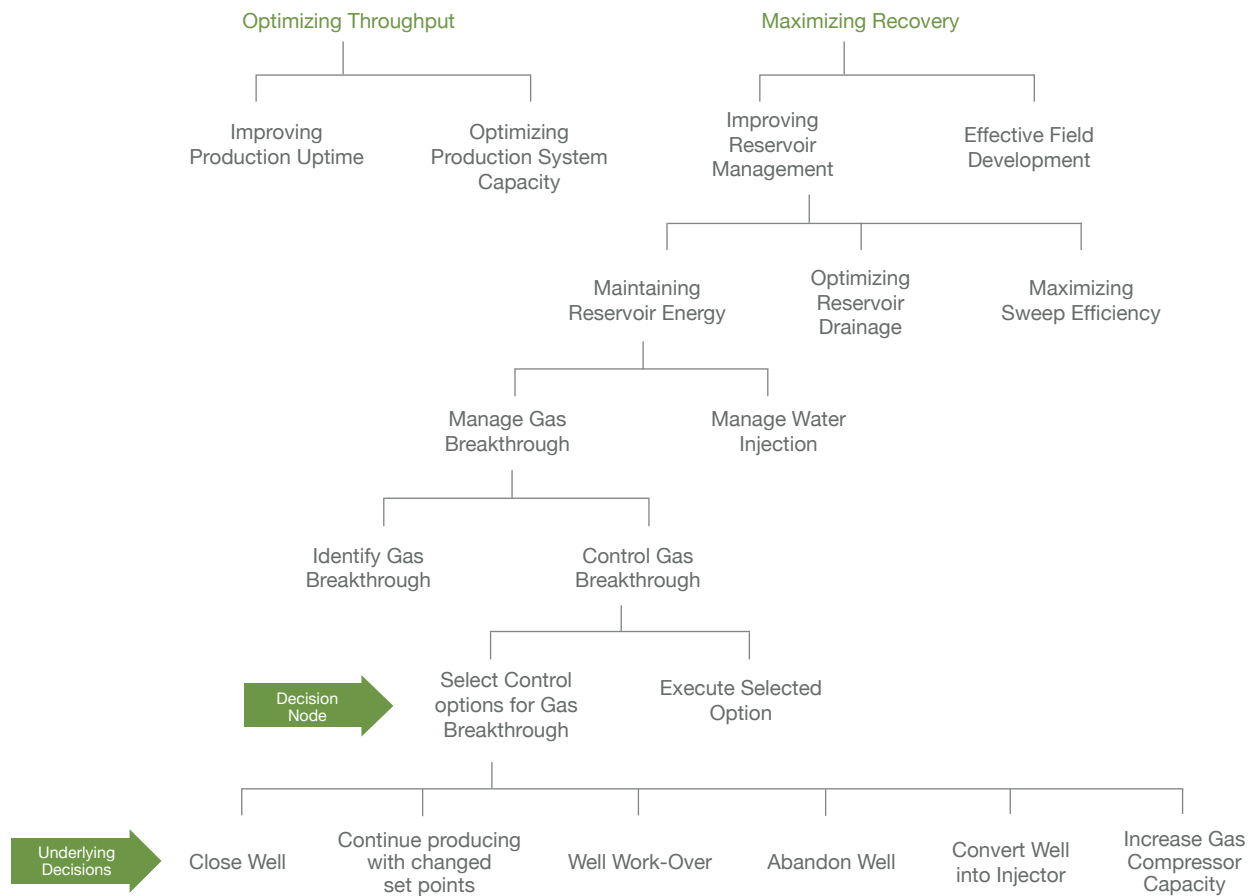 Optimizing Throughput
Maximizing Recovery
Improving
Production Uptime
Optimizing
Production System
Capacity
Improving
Reservoir
Management
Effective Field
Development
Maintaining
Reservoir Energy
Optimizing
Reservoir
Drainage
Maximizing
Sweep Efficiency
Manage Gas
Breakthrough
Manage Water
Injection
Identify Gas
Breakthrough
Control Gas
Breakthrough
Decision
Node
Select Control
options for Gas
Breakthrough
Execute Selected
Option
Underlying
Decisions
Close Well
Continue producing
with changed
set points
Well Work-Over
Abandon Well
Convert Well
into Injector
Increase Gas
Compressor
Capacity